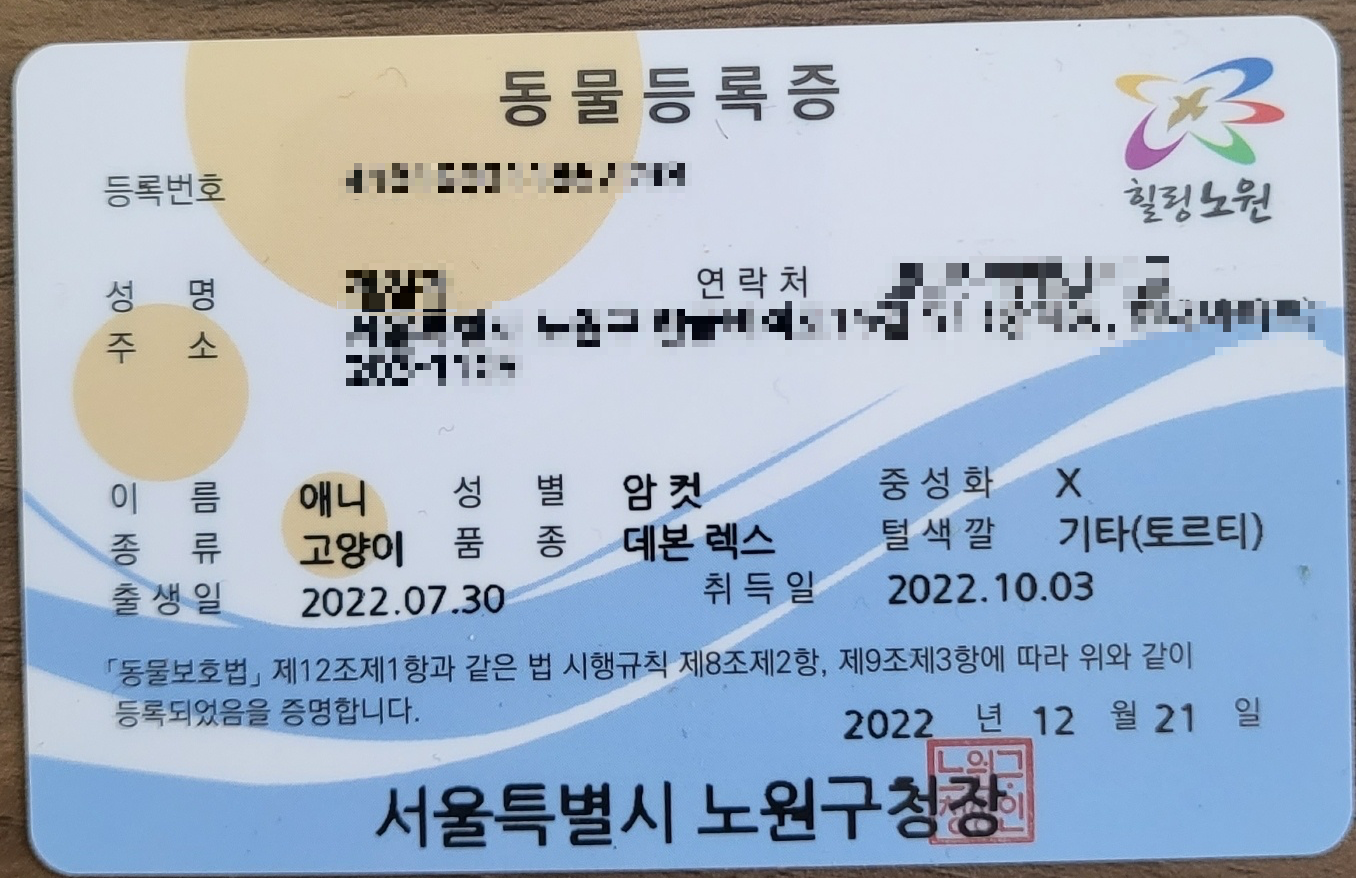 동물등록증
힐링노원
등록번호
성 명
연락처
주 소
이 름 애니 성 별 암컷 중성화 X
종 류 고양이 품 종 데본 렉스 털색깔 기타(토르티)
출생일 2022.07.30 취득일 2022.10.03
「동물보호법」 제12조제1항과 같은 법 시행규칙 제8조제2항, 제9조제3항에 따라 위와 같이
등록되었음을 증명합니다.
2022 년 12 월 21 일
서울특별시 노원구청장